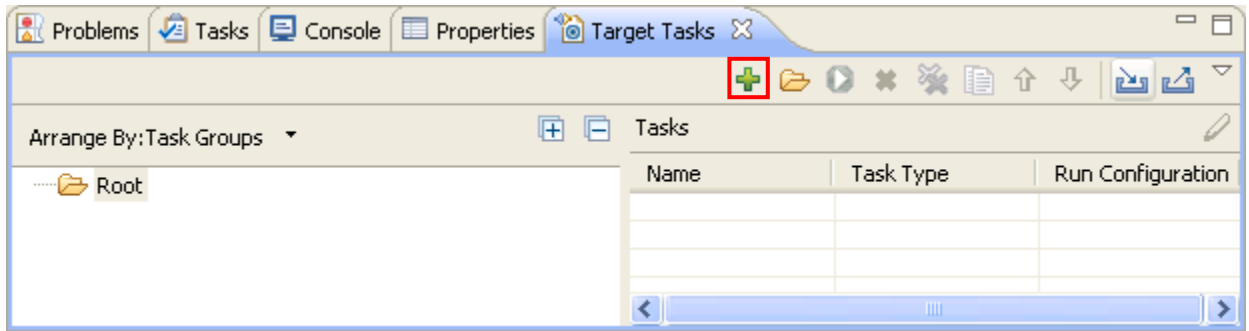 Problems Tasks Console Properties Target Tasks
Arrange By:Task Groups
Root
Tasks
Name Task Type Run Configuration